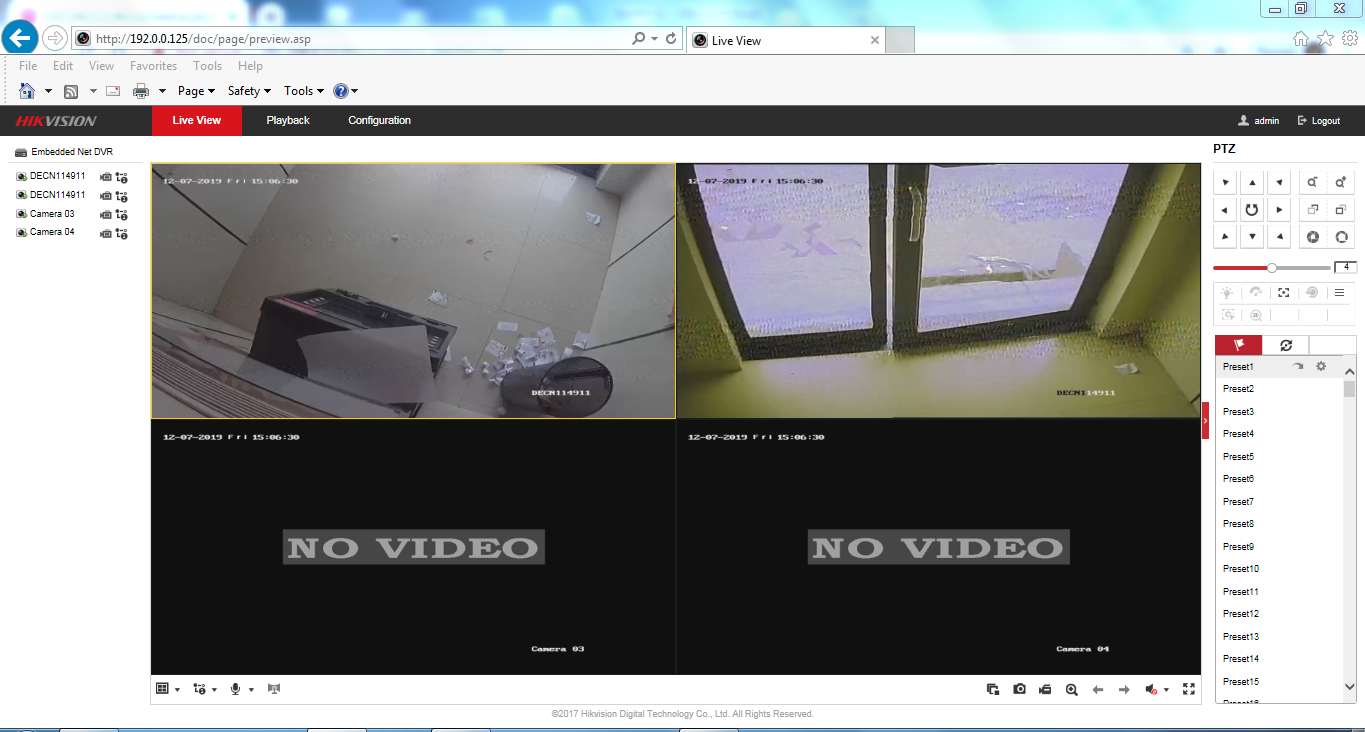 http://192.0.0.125/doc/page/preview.asp
Live View
File Edit View Favorites Tools Help
Page Safety Tools
HIKVISION
Live View Playback Configuration
admin Logout
Embedded Net DVR
DECN114911
DECN114911
Camera 03
Camera 04
12-07-2019 Fri 15:06:30
DECN114911
12-07-2019 Fri 15:06:30
DECN114911
12-07-2019 Fri 15:06:30
NO VIDEO
Camera 03
12-07-2019 Fri 15:06:30
NO VIDEO
Camera 04
PTZ
4
3D
Preset1
Preset2
Preset3
Preset4
Preset5
Preset6
Preset7
Preset8
Preset9
Preset10
Preset11
Preset12
Preset13
Preset14
Preset15
Preset16
©2017 Hikvision Digital Technology Co., Ltd. All Rights Reserved.